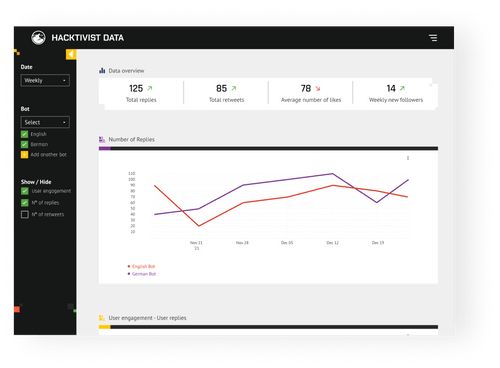 HACKTIVIST DATA
Date
Weekly
Bot
Select
English
German
Add another bot
Show / Hide
User engagement
Nº of replies
Nº of retweets
Data overview
125
Total replies
85
Total retweets
78
Average number of likes
14
Weekly new followers
Number of Replies
110
100
90
80
70
60
50
40
30
20
10
Nov 21
'21
Nov 28
Dec 05
Dec 12
Dec 19
English Bot
German Bot
User engagement - User replies